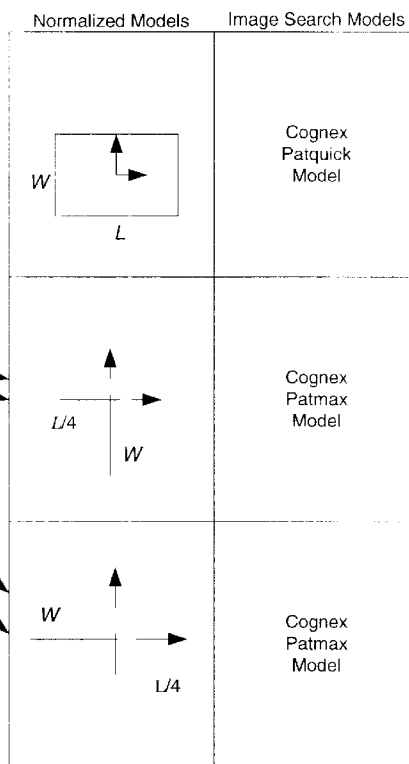 Normalized Models Image Search Models
W
L
Cognex
Patquick
Model
L/4
W
Cognex
Patmax
Model
W
L/4
Cognex
Patmax
Model